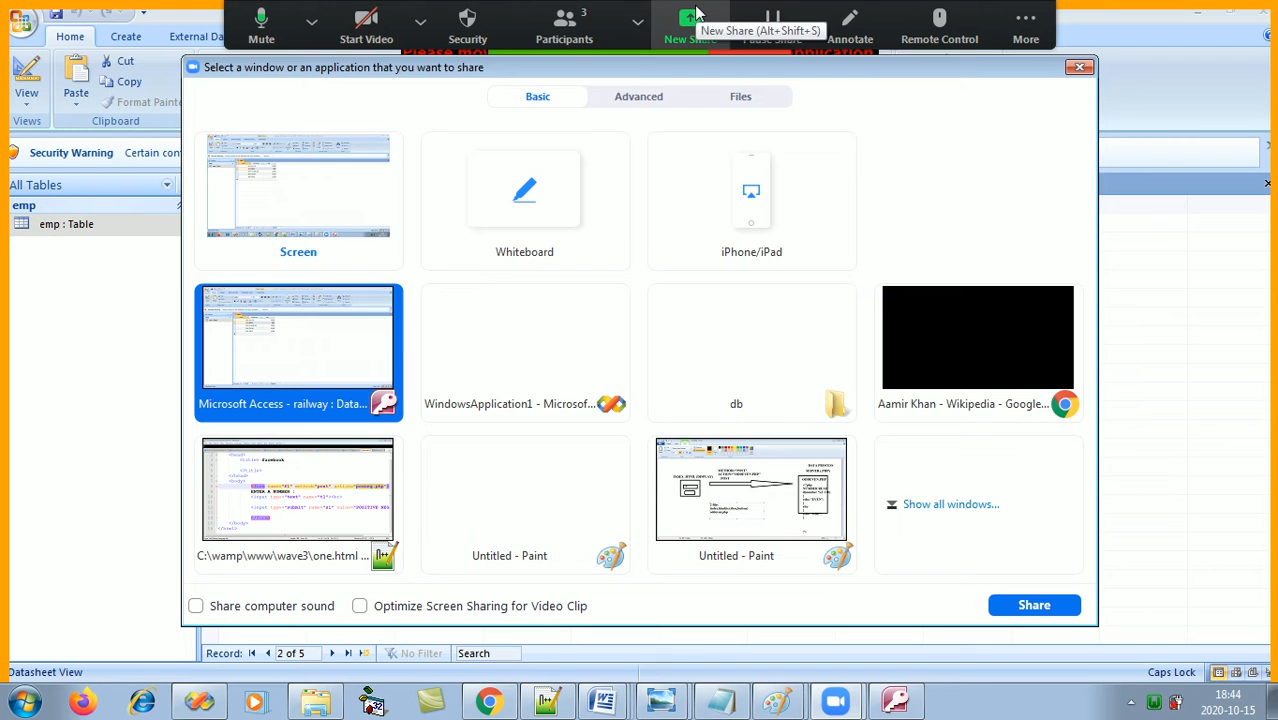 Home Create External Da
Mute Start Video Security Participants 3 New Share Pause Share Annotate Remote Control More
New Share (Alt+Shift+S)
View
Views
Paste
Cut
Copy
Format Painte
Clipboard
Security Warning Certain con
All Tables
emp
emp : Table
Select a window or an application that you want to share
Basic Advanced Files
Screen
Whiteboard
iPhone/iPad
Microsoft Access - railway : Data...
WindowsApplication1 - Microsof...
db
Aamir Khan - Wikipedia - Google...
C:\wamp\www\wave3\one.html ...
Untitled - Paint
Untitled - Paint
Show all windows...
Share computer sound
Optimize Screen Sharing for Video Clip
Share
Record: 2 of 5 No Filter Search
Datasheet View
Caps Lock
18:44
2020-10-15